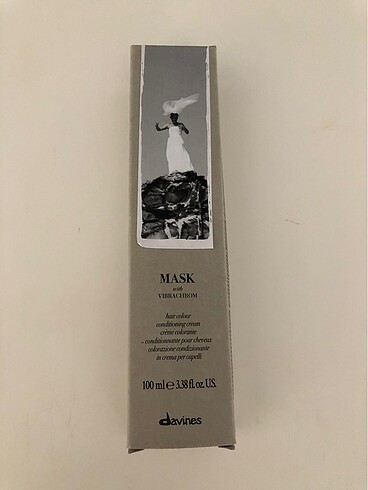 MASK
with
VIBRACHROM
hair colour
conditioning cream
crème colorante
- conditionnante pour cheveux
colorazione condizionante
in crema per capelli
100 ml e 3.38 fl. oz. U.S.
davines